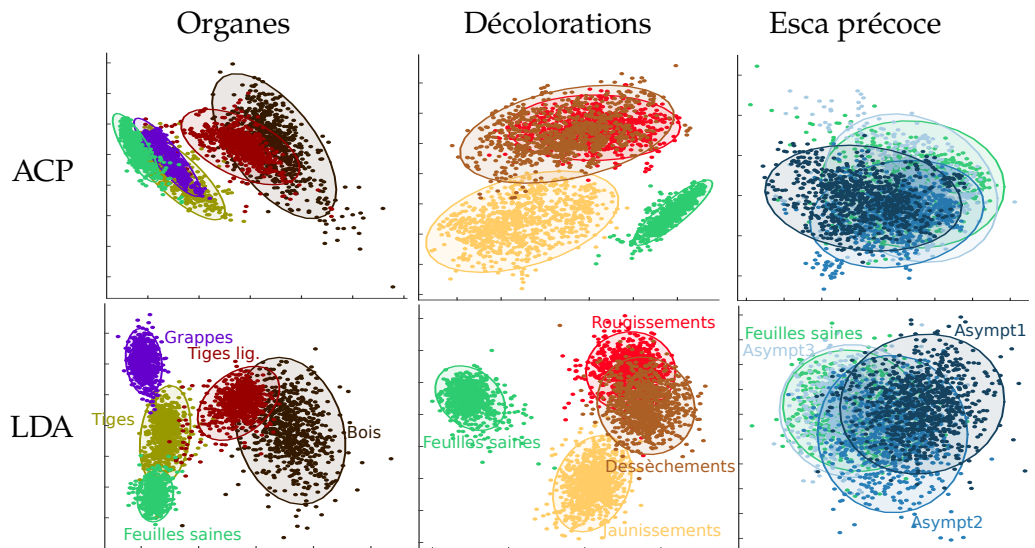 Organes Décolorations Esca précoce
ACP
LDA
Grappes
Tiges lig.
Tiges
Bois
Feuilles saines
Rougissements
Feuilles saines
Dessèchements
Jaunissements
Feuilles saines
Asympt1
Asympt3
Asympt2